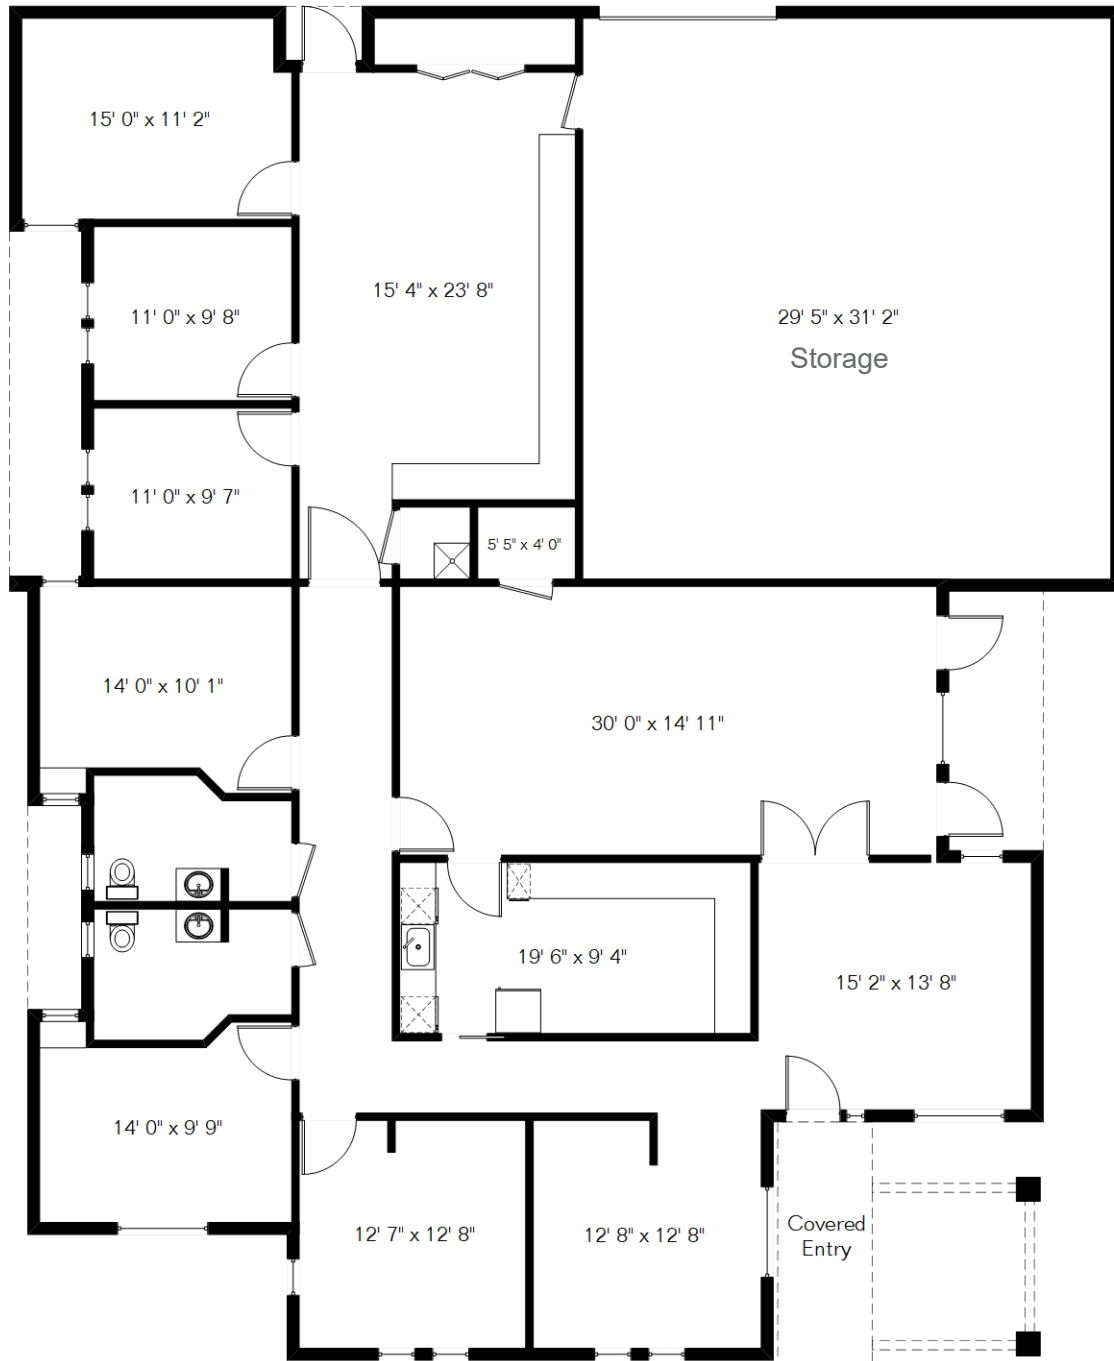 15' 0" x 11' 2"
15' 4" x 23' 8"
11' 0" x 9' 8"
29' 5" x 31' 2"
Storage
11' 0" x 9' 7"
5' 5" x 4' 0"
14' 0" x 10' 1"
30' 0" x 14' 11"
19' 6" x 9' 4"
15' 2" x 13' 8"
14' 0" x 9' 9"
12' 7" x 12' 8"
12' 8" x 12' 8"
Covered
Entry